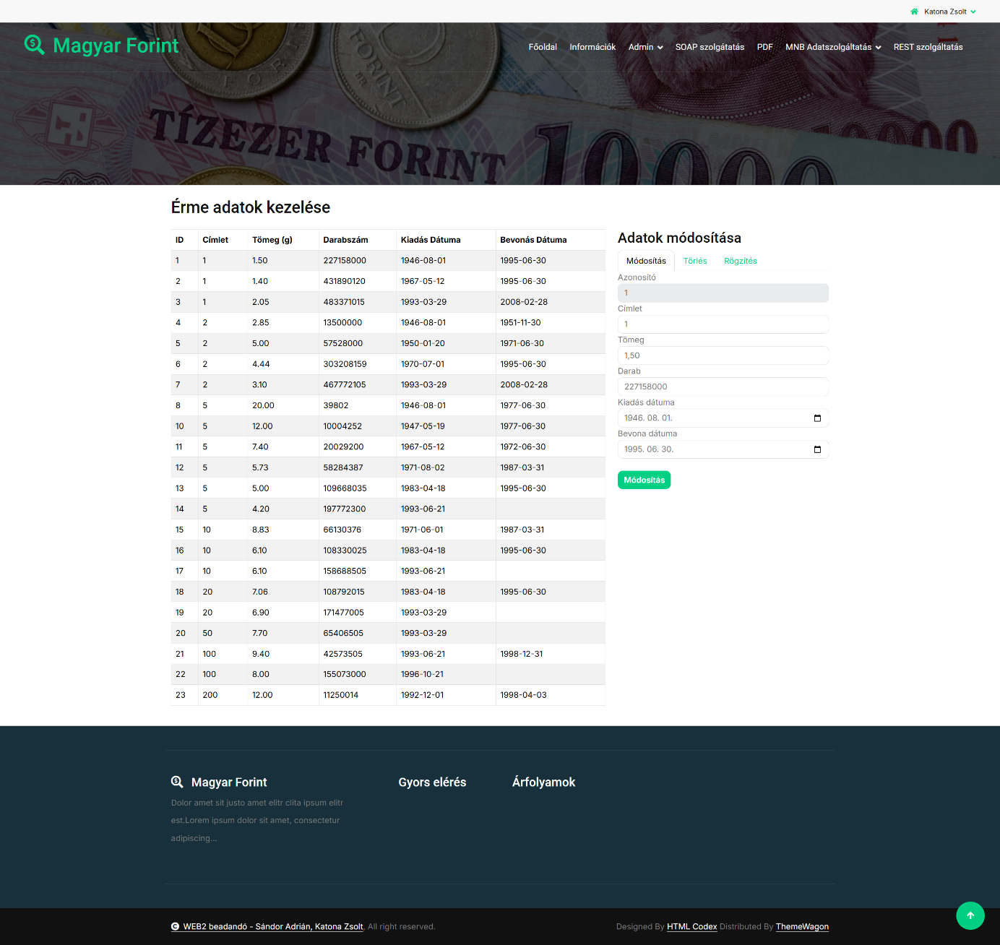 Katona Zsolt
Magyar Forint
Főoldal Információk Admin SOAP szolgátatás PDF MNB Adatszolgáltatás REST szolgáltatás
FORINT
TÍZEZER FORINT 10000 10000
Érme adatok kezelése
ID Címlet Tömeg (g) Darabszám Kiadás Dátuma Bevonás Dátuma
1 1 1.50 227158000 1946-08-01 1995-06-30
2 1 1.40 431890120 1967-05-12 1995-06-30
3 1 2.05 483371015 1993-03-29 2008-02-28
4 2 2.85 13500000 1946-08-01 1951-11-30
5 2 5.00 57528000 1950-01-20 1971-06-30
6 2 4.44 303208159 1970-07-01 1995-06-30
7 2 3.10 467772105 1993-03-29 2008-02-28
8 5 20.00 39802 1946-08-01 1977-06-30
10 5 12.00 10004252 1947-05-19 1977-06-30
11 5 7.40 20029200 1967-05-12 1972-06-30
12 5 5.73 58284387 1971-08-02 1987-03-31
13 5 5.00 109668035 1983-04-18 1995-06-30
14 5 4.20 197772300 1993-06-21
15 10 8.83 66130376 1971-06-01 1987-03-31
16 10 6.10 108330025 1983-04-18 1995-06-30
17 10 6.10 158688505 1993-06-21
18 20 7.06 108792015 1983-04-18 1995-06-30
19 20 6.90 171477005 1993-03-29
20 50 7.70 65406505 1993-03-29
21 100 9.40 42573505 1993-06-21 1998-12-31
22 100 8.00 155073000 1996-10-21
23 200 12.00 11250014 1992-12-01 1998-04-03
Adatok módosítása
Módosítás Törlés Rögzítés
Azonosító
1
Címlet
1
Tömeg
1,50
Darab
227158000
Kiadás dátuma
1946. 08. 01.
Bevona dátuma
1995. 06. 30.
Módosítás
Magyar Forint
Dolor amet sit justo amet elitr clita ipsum elitr
est.Lorem ipsum dolor sit amet, consectetur
adipiscing...
Gyors elérés
Árfolyamok
WEB2 beadandó - Sándor Adrián, Katona Zsolt, All right reserved.
Designed By HTML Codex Distributed By ThemeWagon